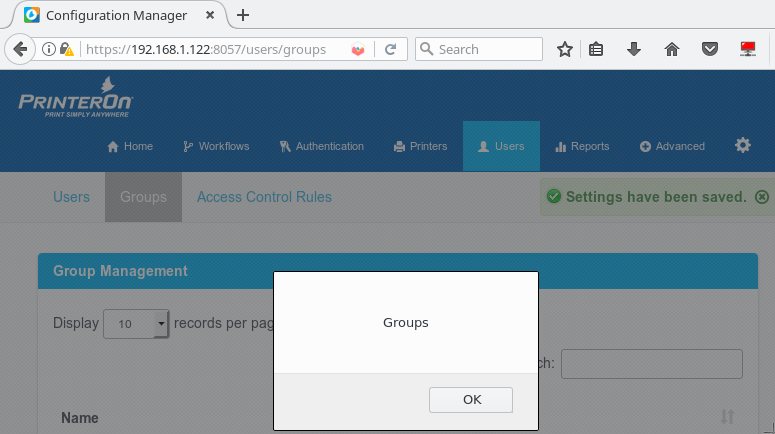 Configuration Manager
https://192.168.1.122:8057/users/groups
Search
PRINTERON
PRINT SIMPLY ANYWHERE
Home Workflows Authentication Printers Users Reports Advanced
Users Groups Access Control Rules Settings have been saved.
Group Management
Display 10 records per pag
Groups
ch:
OK
Name